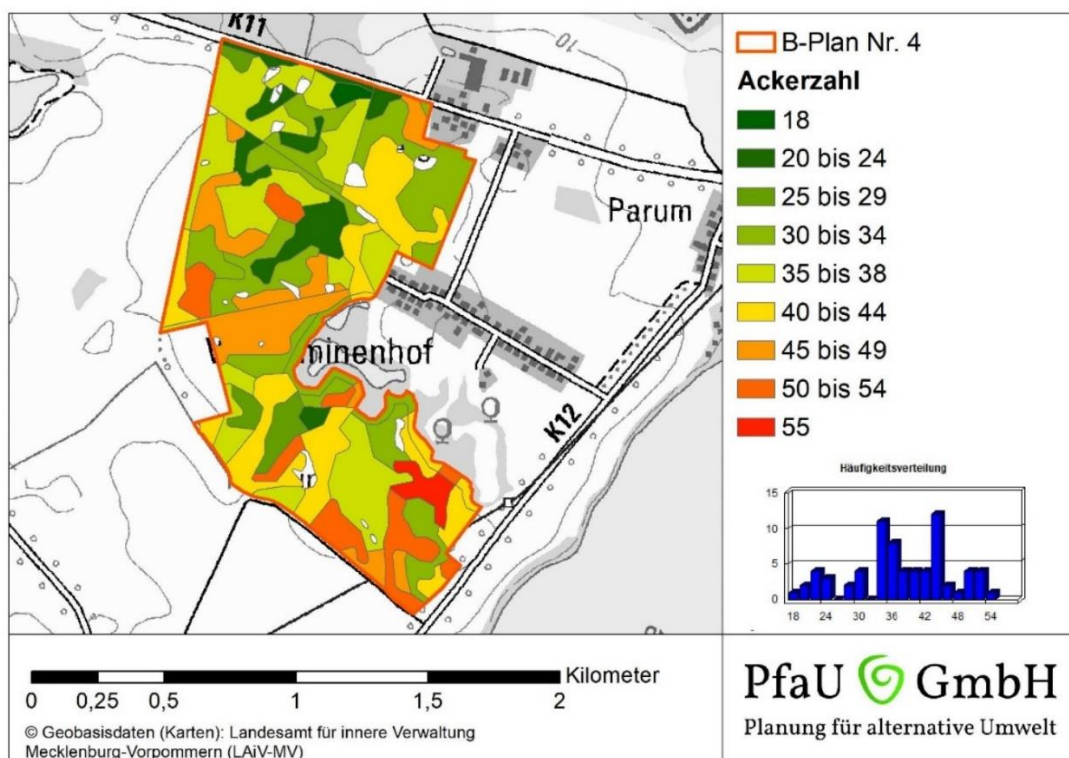 K11
10
Parum
minenhof
K12
B-Plan Nr. 4
Ackerzahl
18
20 bis 24
25 bis 29
30 bis 34
35 bis 38
40 bis 44
45 bis 49
50 bis 54
55
Häufigkeitsverteilung
15
10
5
0
18 24 30 36 42 48 54
Kilometer
0 0,25 0,5 1 1,5 2
© Geobasisdaten (Karten): Landesamt für innere Verwaltung
Mecklenburg-Vorpommern (LAiV-MV)
PfaU GmbH
Planung für alternative Umwelt